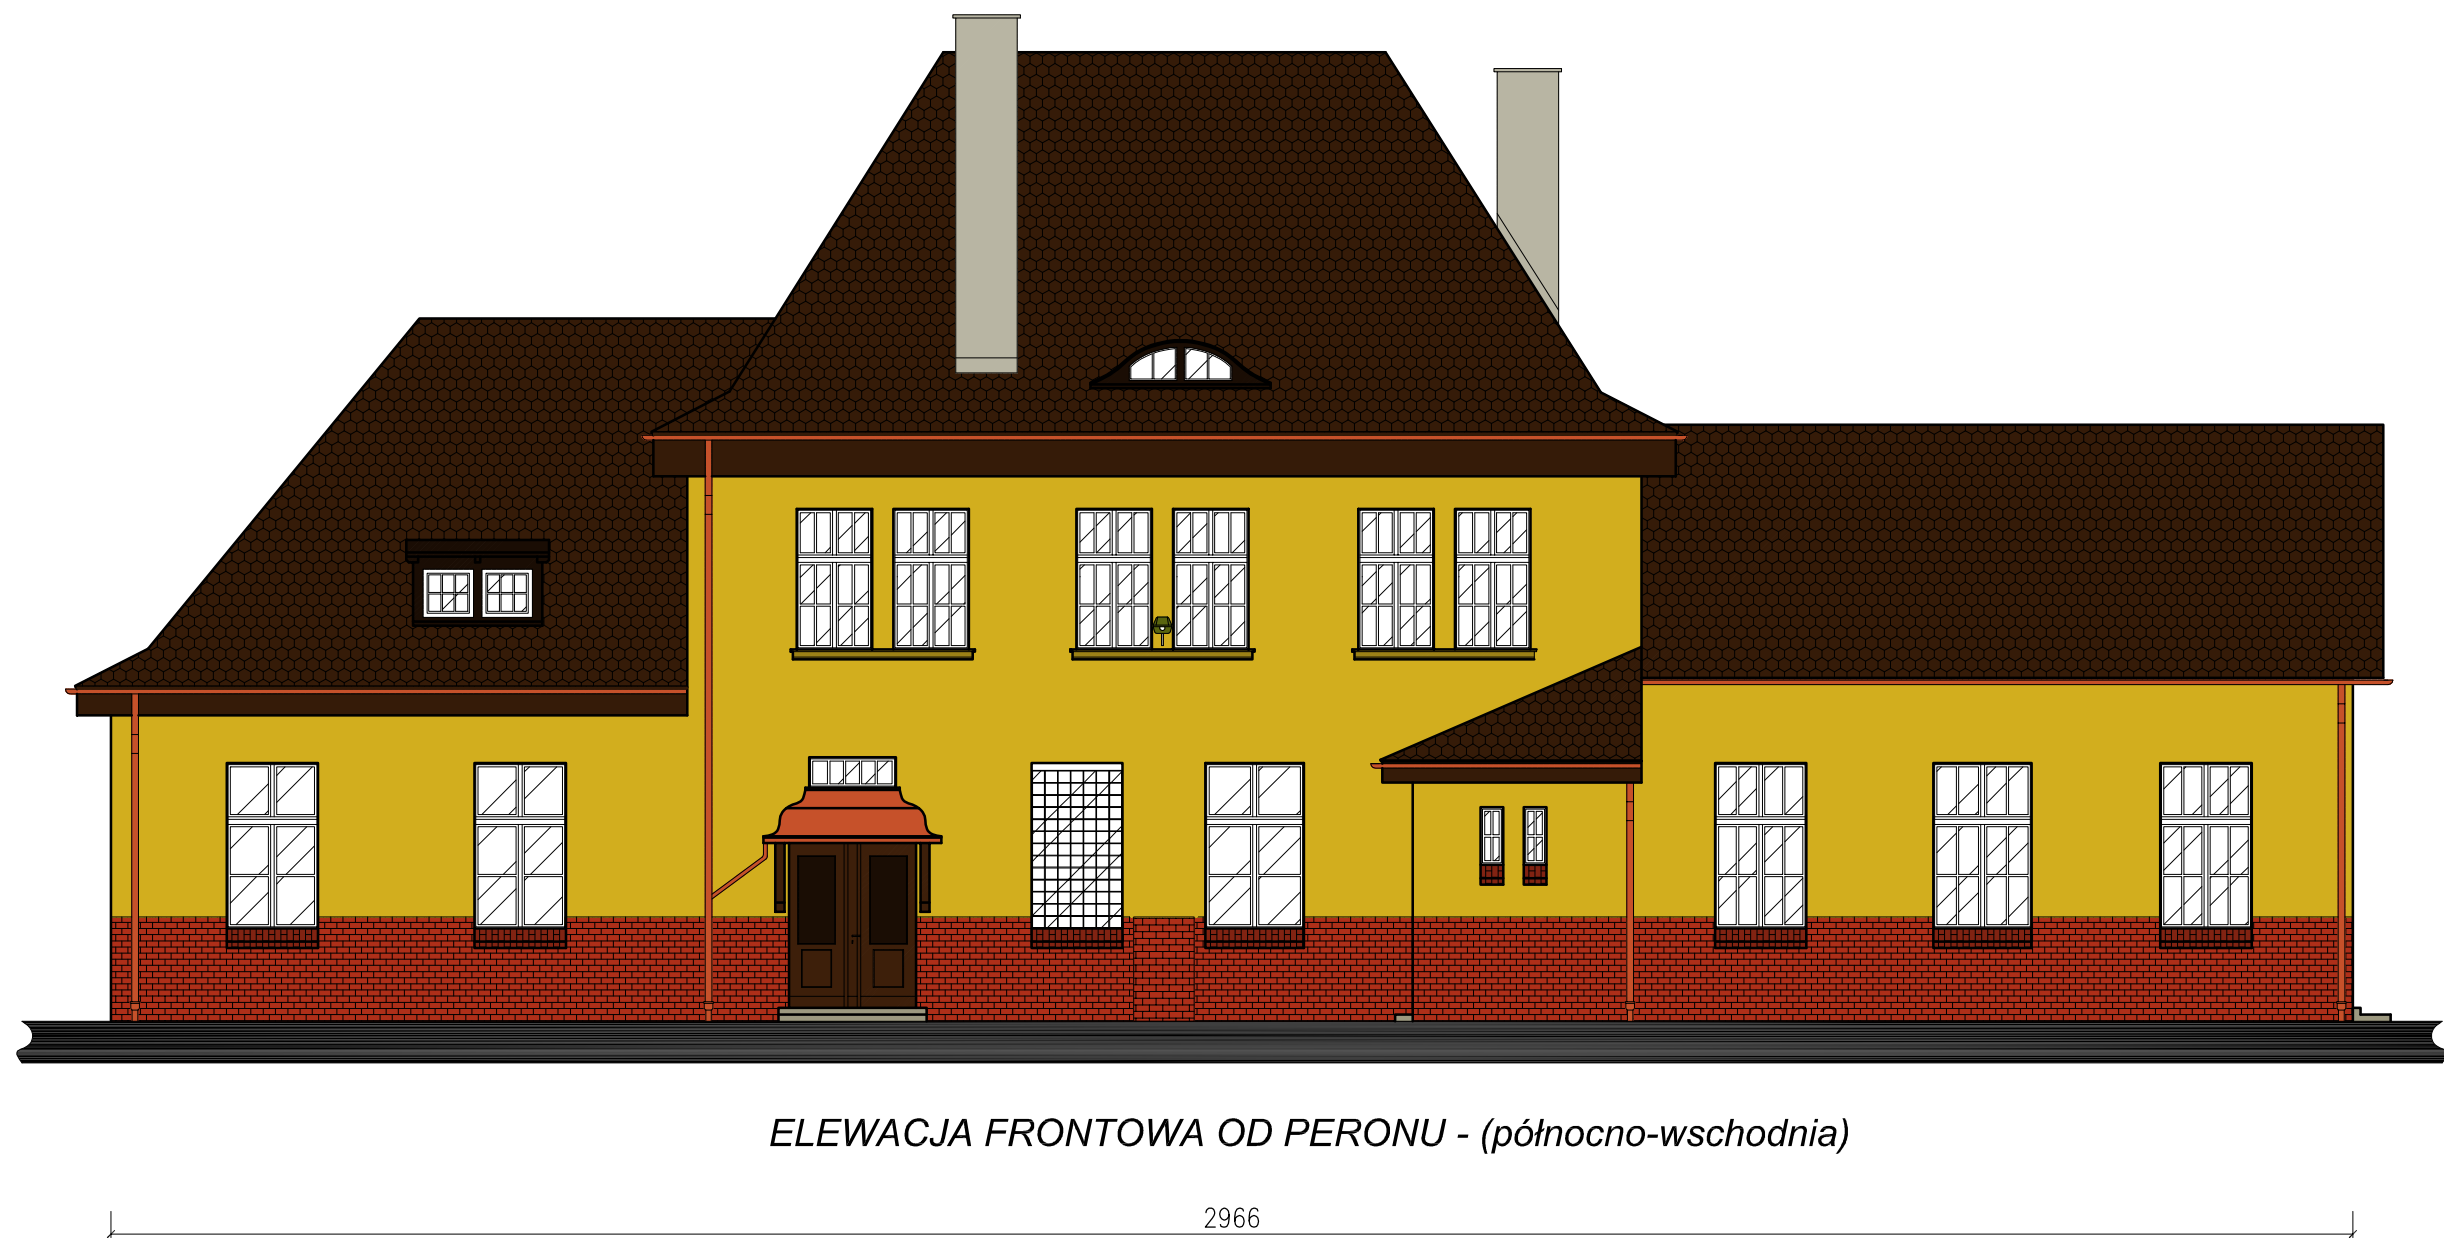 ELEWACJA FRONTOWA OD PERONU - (północno-wschodnia)
2966